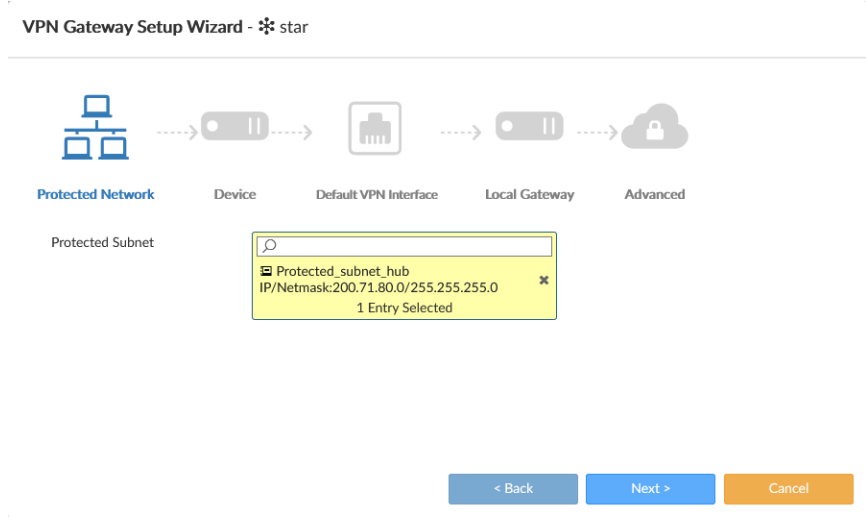 VPN Gateway Setup Wizard - star
Protected Network Device Default VPN Interface Local Gateway Advanced
Protected Subnet
Protected_subnet_hub
IP/Netmask:200.71.80.0/255.255.255.0
1 Entry Selected
< Back Next > Cancel